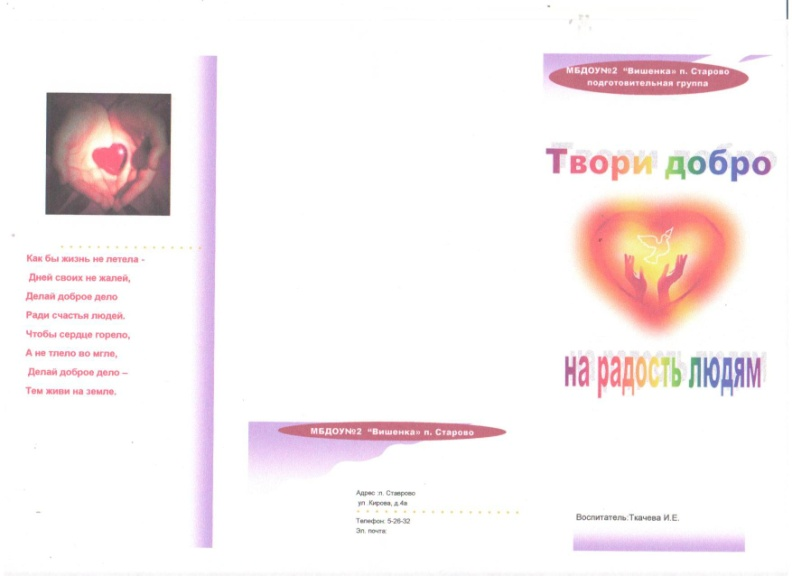 Как бы жизнь не летела -
Дней своих не жалей,
Делай доброе дело
Ради счастья людей.
Чтобы сердце горело,
А не тлело во мгле,
Делай доброе дело –
Тем живи на земле.
МБДОУ№2 "Вишенка" п. Старово
Адрес :п. Ставрово
ул Кирова, д.4а
Телефон: 5-26-32
Эл. почта:
МБДОУ№2 "Вишенка" п. Старово
подготовительная группа
Твори добро
на радость людям
Воспитатель:Ткачева И.Е.